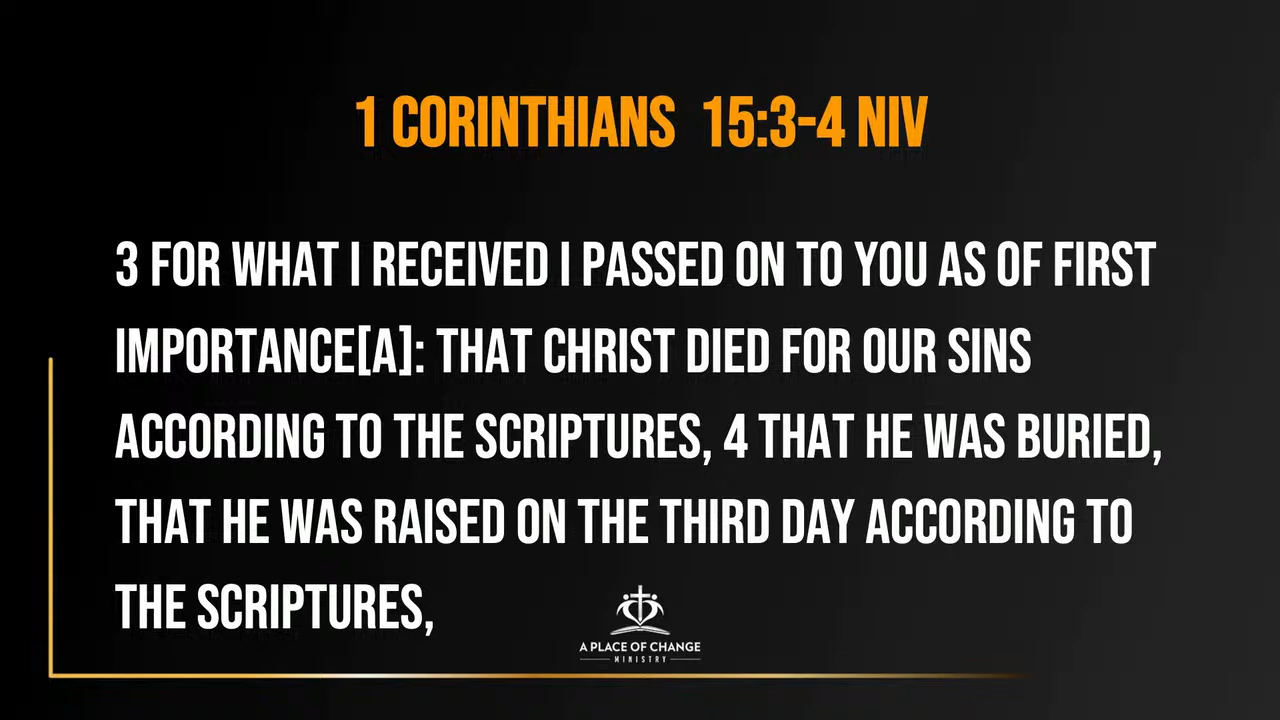 1 CORINTHIANS 15:3-4 NIV
3 FOR WHAT I RECEIVED I PASSED ON TO YOU AS OF FIRST
IMPORTANCE[A]: THAT CHRIST DIED FOR OUR SINS
ACCORDING TO THE SCRIPTURES, 4 THAT HE WAS BURIED,
THAT HE WAS RAISED ON THE THIRD DAY ACCORDING TO
THE SCRIPTURES,
A PLACE OF CHANGE
MINISTRY